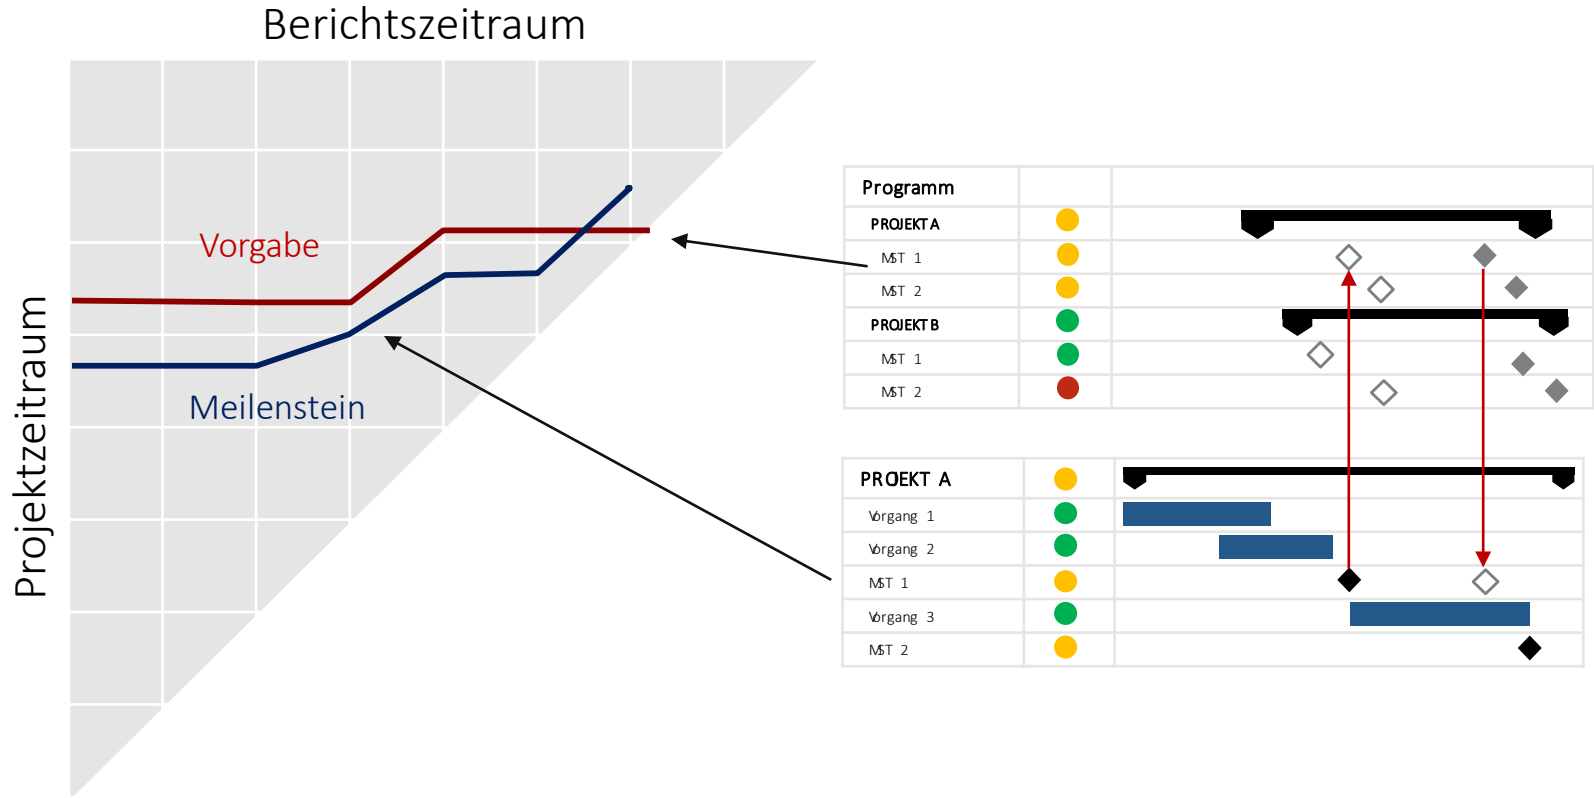 Berichtszeitraum
Projektzeitraum
Vorgabe
Meilenstein
Programm
PROJEKT A
MST 1
MST 2
PROJEKT B
MST 1
MST 2
PROJEKT A
Vorgang 1
Vorgang 2
MST 1
Vorgang 3
MST 2